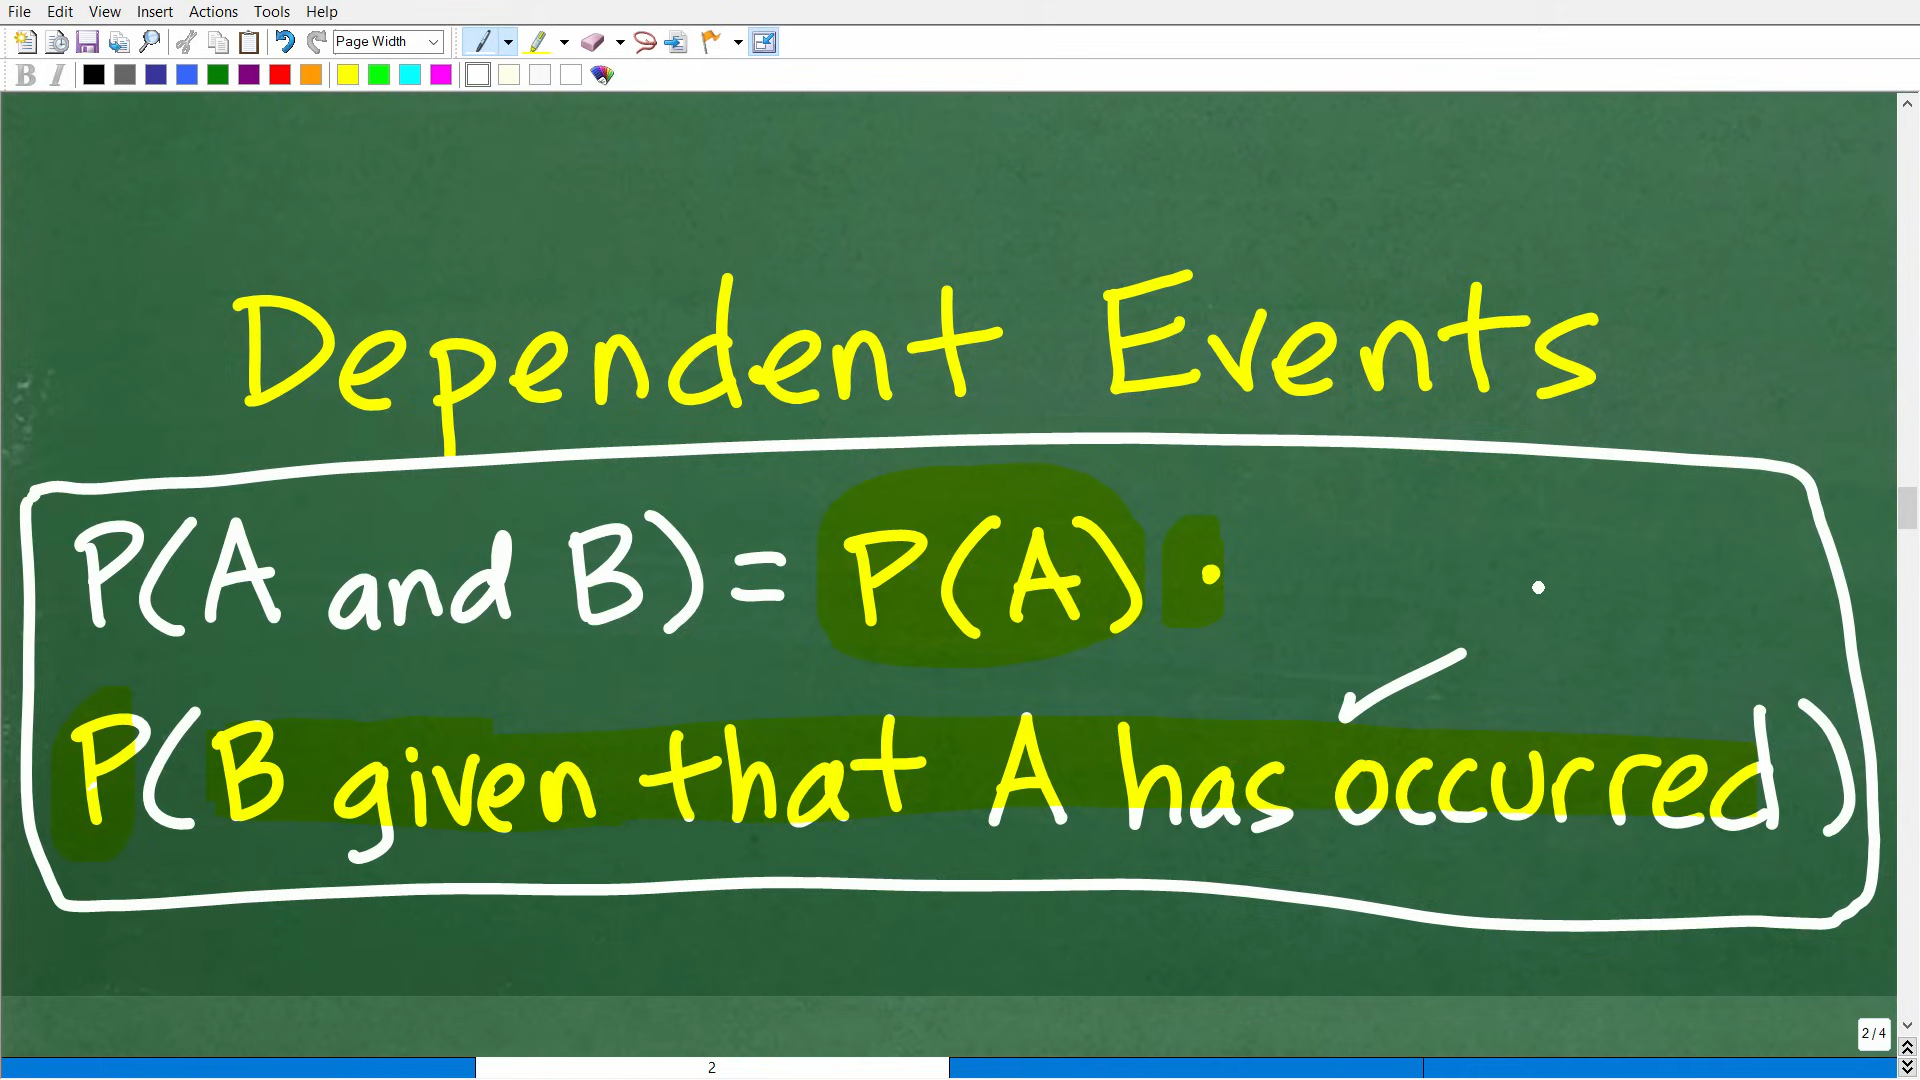 File Edit View Insert Actions Tools Help
Page Width
B I
Dependent Events
P(A and B) = P(A) •
P(B given that A has occurred)
2 / 4
2